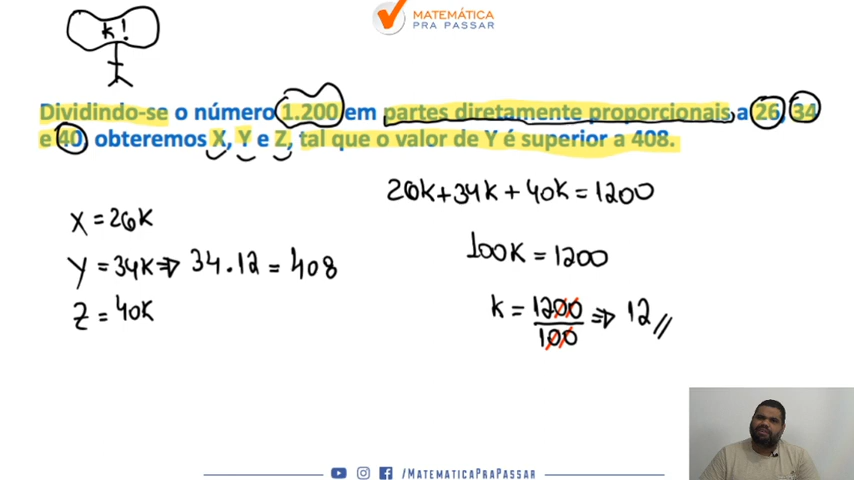 MATEMÁTICA
PRA PASSAR
k!
Dividindo-se o número 1.200 em partes diretamente proporcionais a 26, 34
e 40, obteremos X, Y e Z, tal que o valor de Y é superior a 408.
26k+34k+40k=1200
X=26K
100K=1200
Y=34K⇒ 34.12=408
Z=40K
K=1200/100⇒12//
/MATEMATICAPRAPASSAR